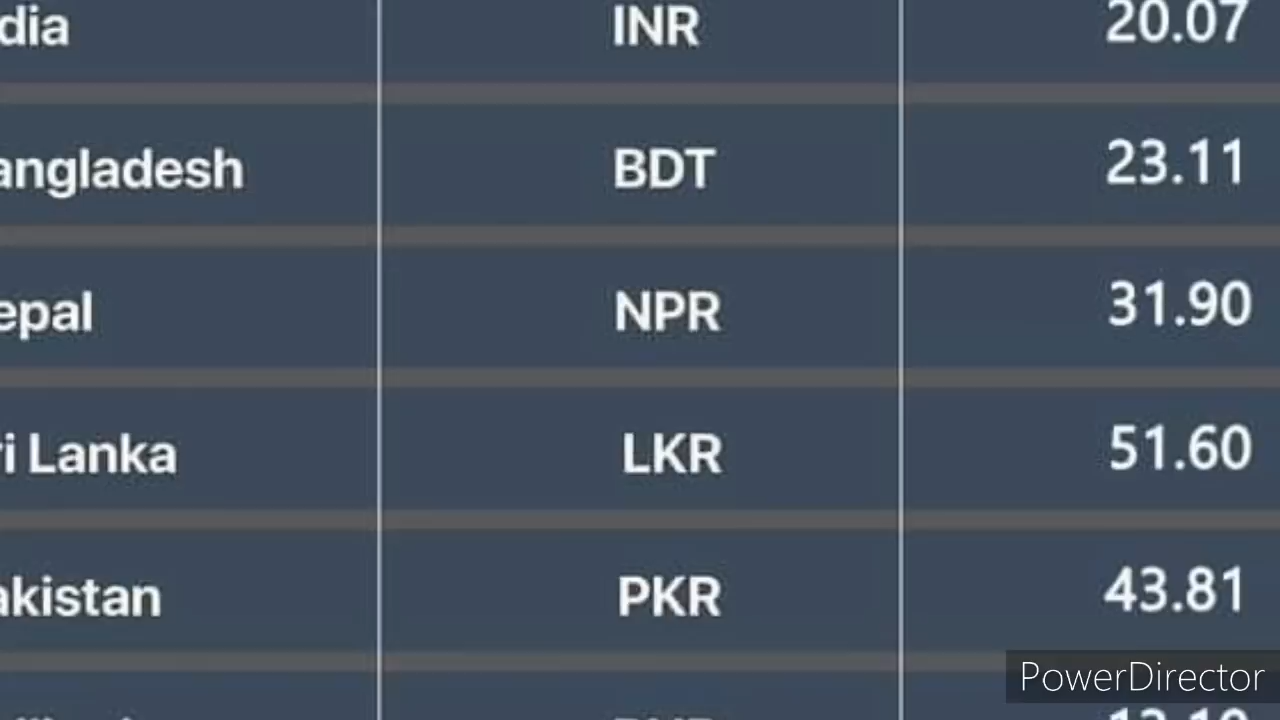 dia INR 20.07
angladesh BDT 23.11
epal NPR 31.90
ri Lanka LKR 51.60
akistan PKR 43.81
PowerDirector